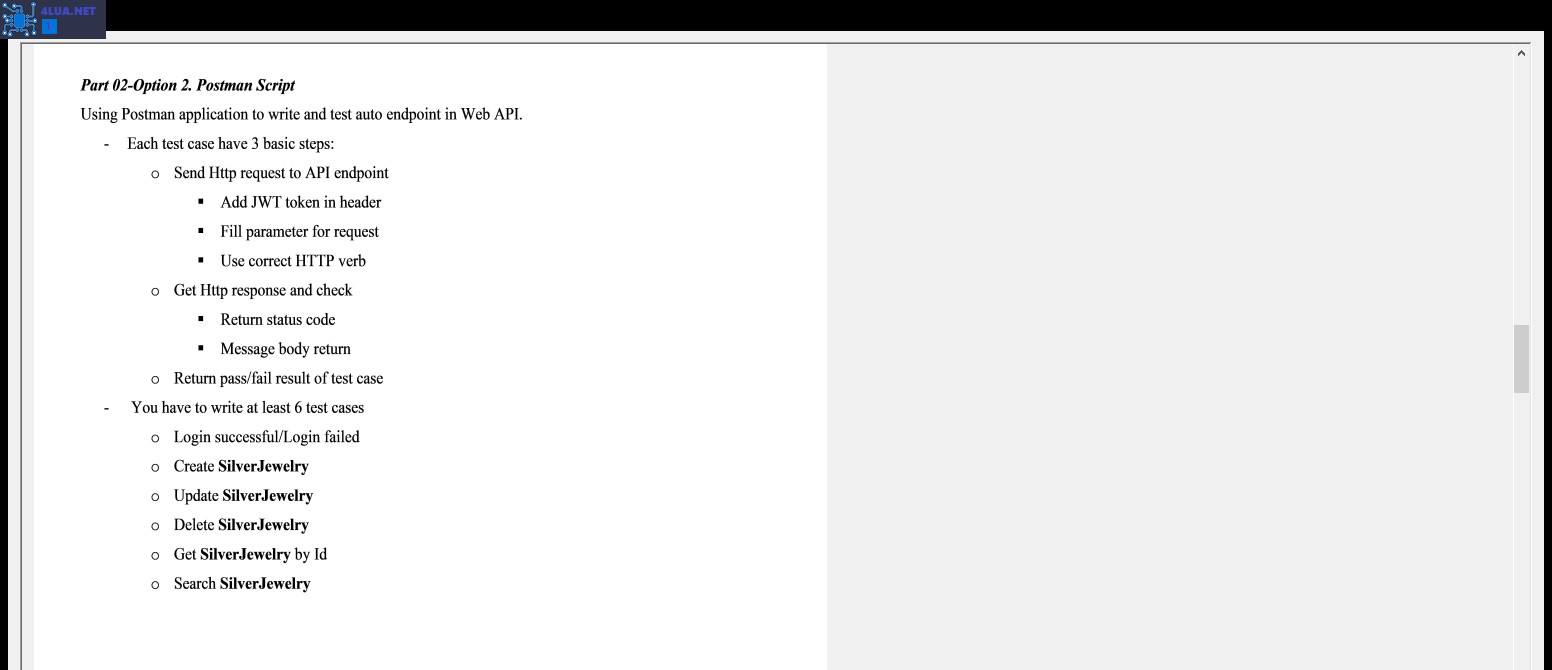 4LUA.NET
Part 02-Option 2. Postman Script
Using Postman application to write and test auto endpoint in Web API.
- Each test case have 3 basic steps:
o Send Http request to API endpoint
▪ Add JWT token in header
▪ Fill parameter for request
▪ Use correct HTTP verb
o Get Http response and check
▪ Return status code
▪ Message body return
o Return pass/fail result of test case
- You have to write at least 6 test cases
o Login successful/Login failed
o Create SilverJewelry
o Update SilverJewelry
o Delete SilverJewelry
o Get SilverJewelry by Id
o Search SilverJewelry